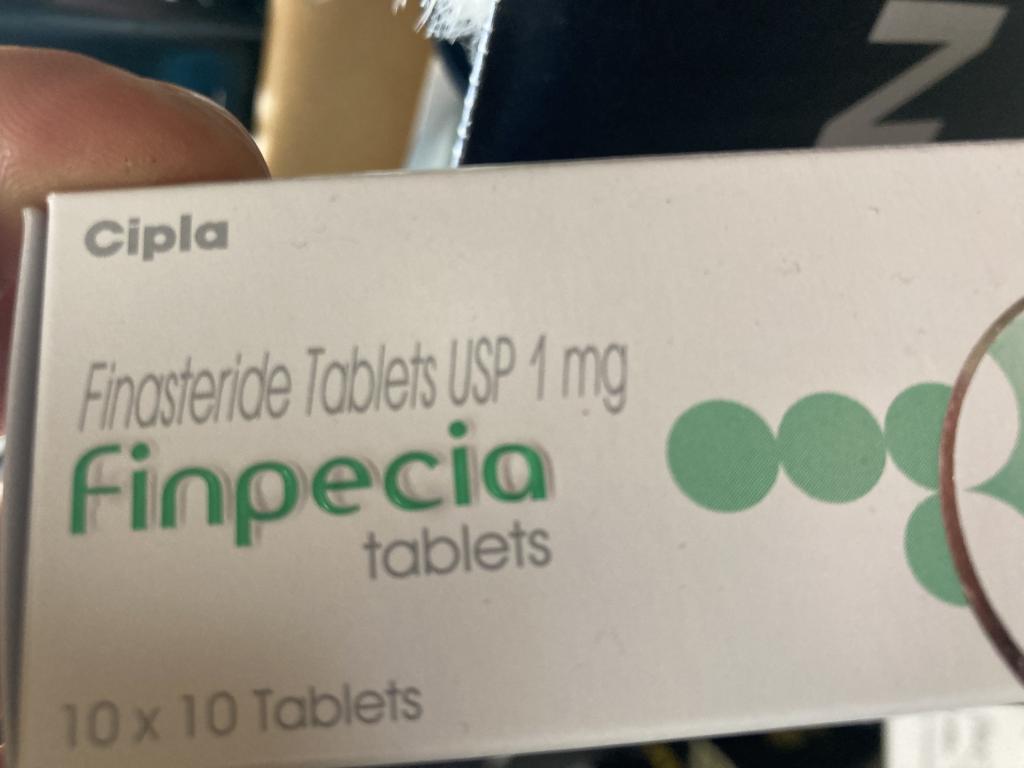 Z
Cipla
Finasteride Tablets USP 1 mg
finpecia
tablets
10 x 10 Tablets